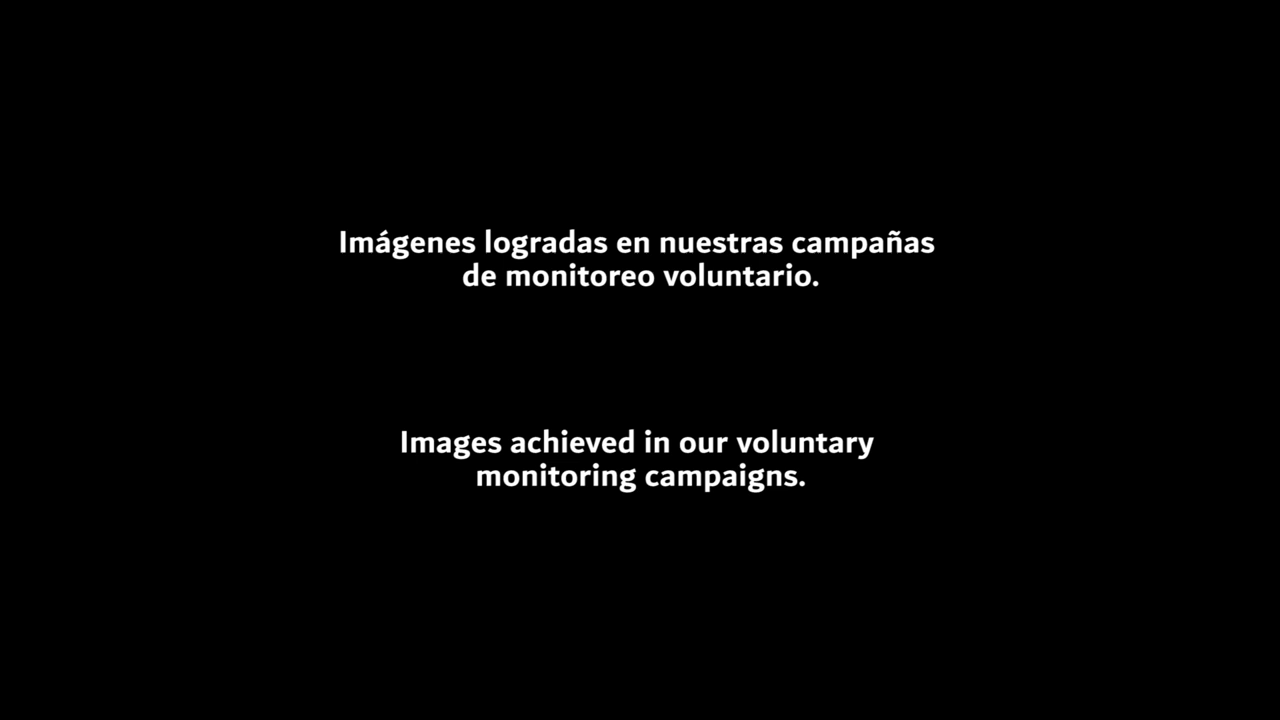 Imágenes logradas en nuestras campañas
de monitoreo voluntario.
Images achieved in our voluntary
monitoring campaigns.